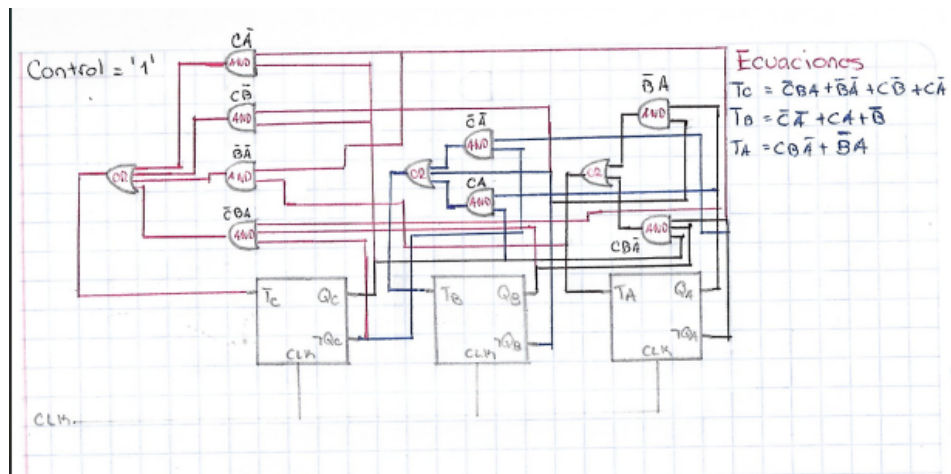 Control = '1'
CĀ
AND
CB̄
AND
B̄Ā
AND
C̄BA
AND
OR
C̄Ā
AND
CA
AND
OR
B̄A
AND
OR
AND
CBĀ
Ecuaciones
TC = C̄BA + B̄Ā + CB̄ + CĀ
TB = C̄Ā + CA + B̄
TA = CBĀ + B̄A
TC QC
¬QC
CLK
TB QB
¬QB
CLK
TA QA
¬QA
CLK
CLK